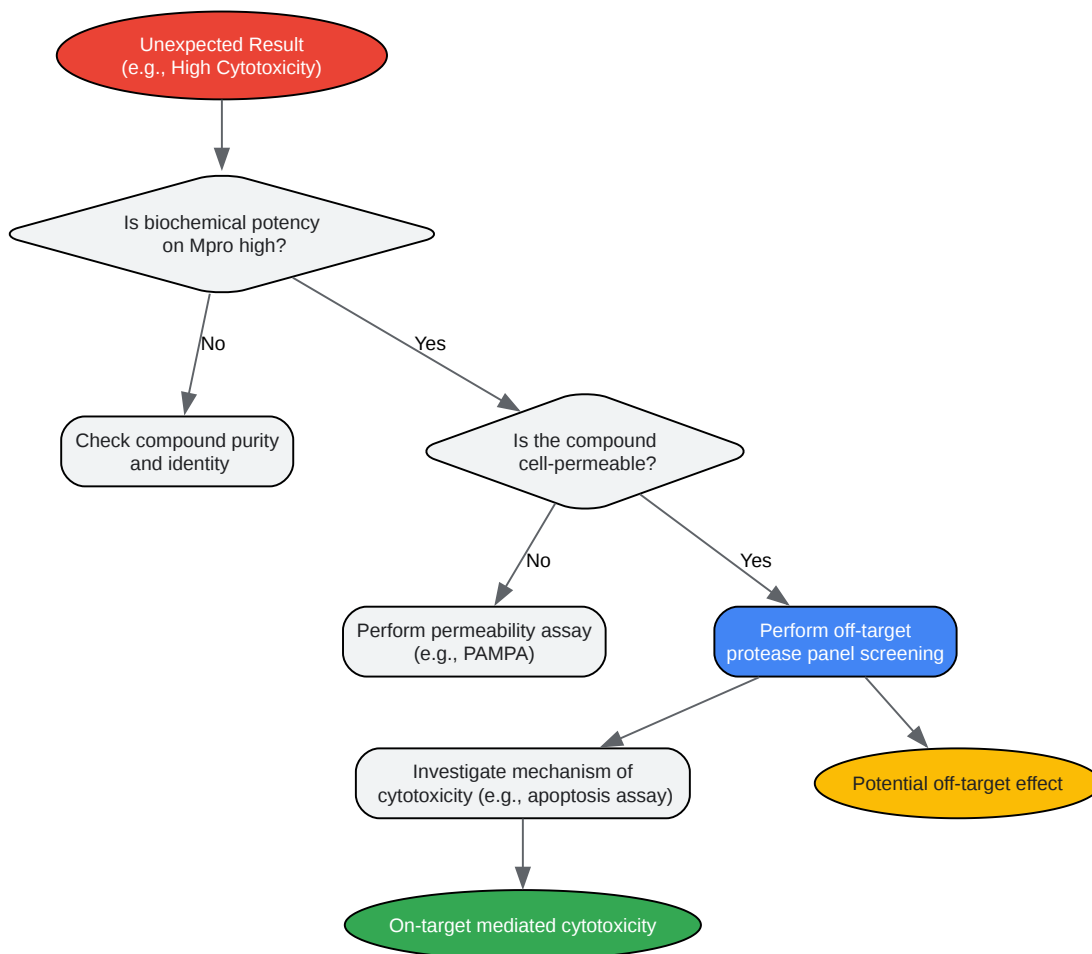 Unexpected Result
(e.g., High Cytotoxicity)
Is biochemical potency
on Mpro high?
No
Yes
Check compound purity
and identity
Is the compound
cell-permeable?
No
Yes
Perform permeability assay
(e.g., PAMPA)
Perform off-target
protease panel screening
Investigate mechanism of
cytotoxicity (e.g., apoptosis assay)
Potential off-target effect
On-target mediated cytotoxicity